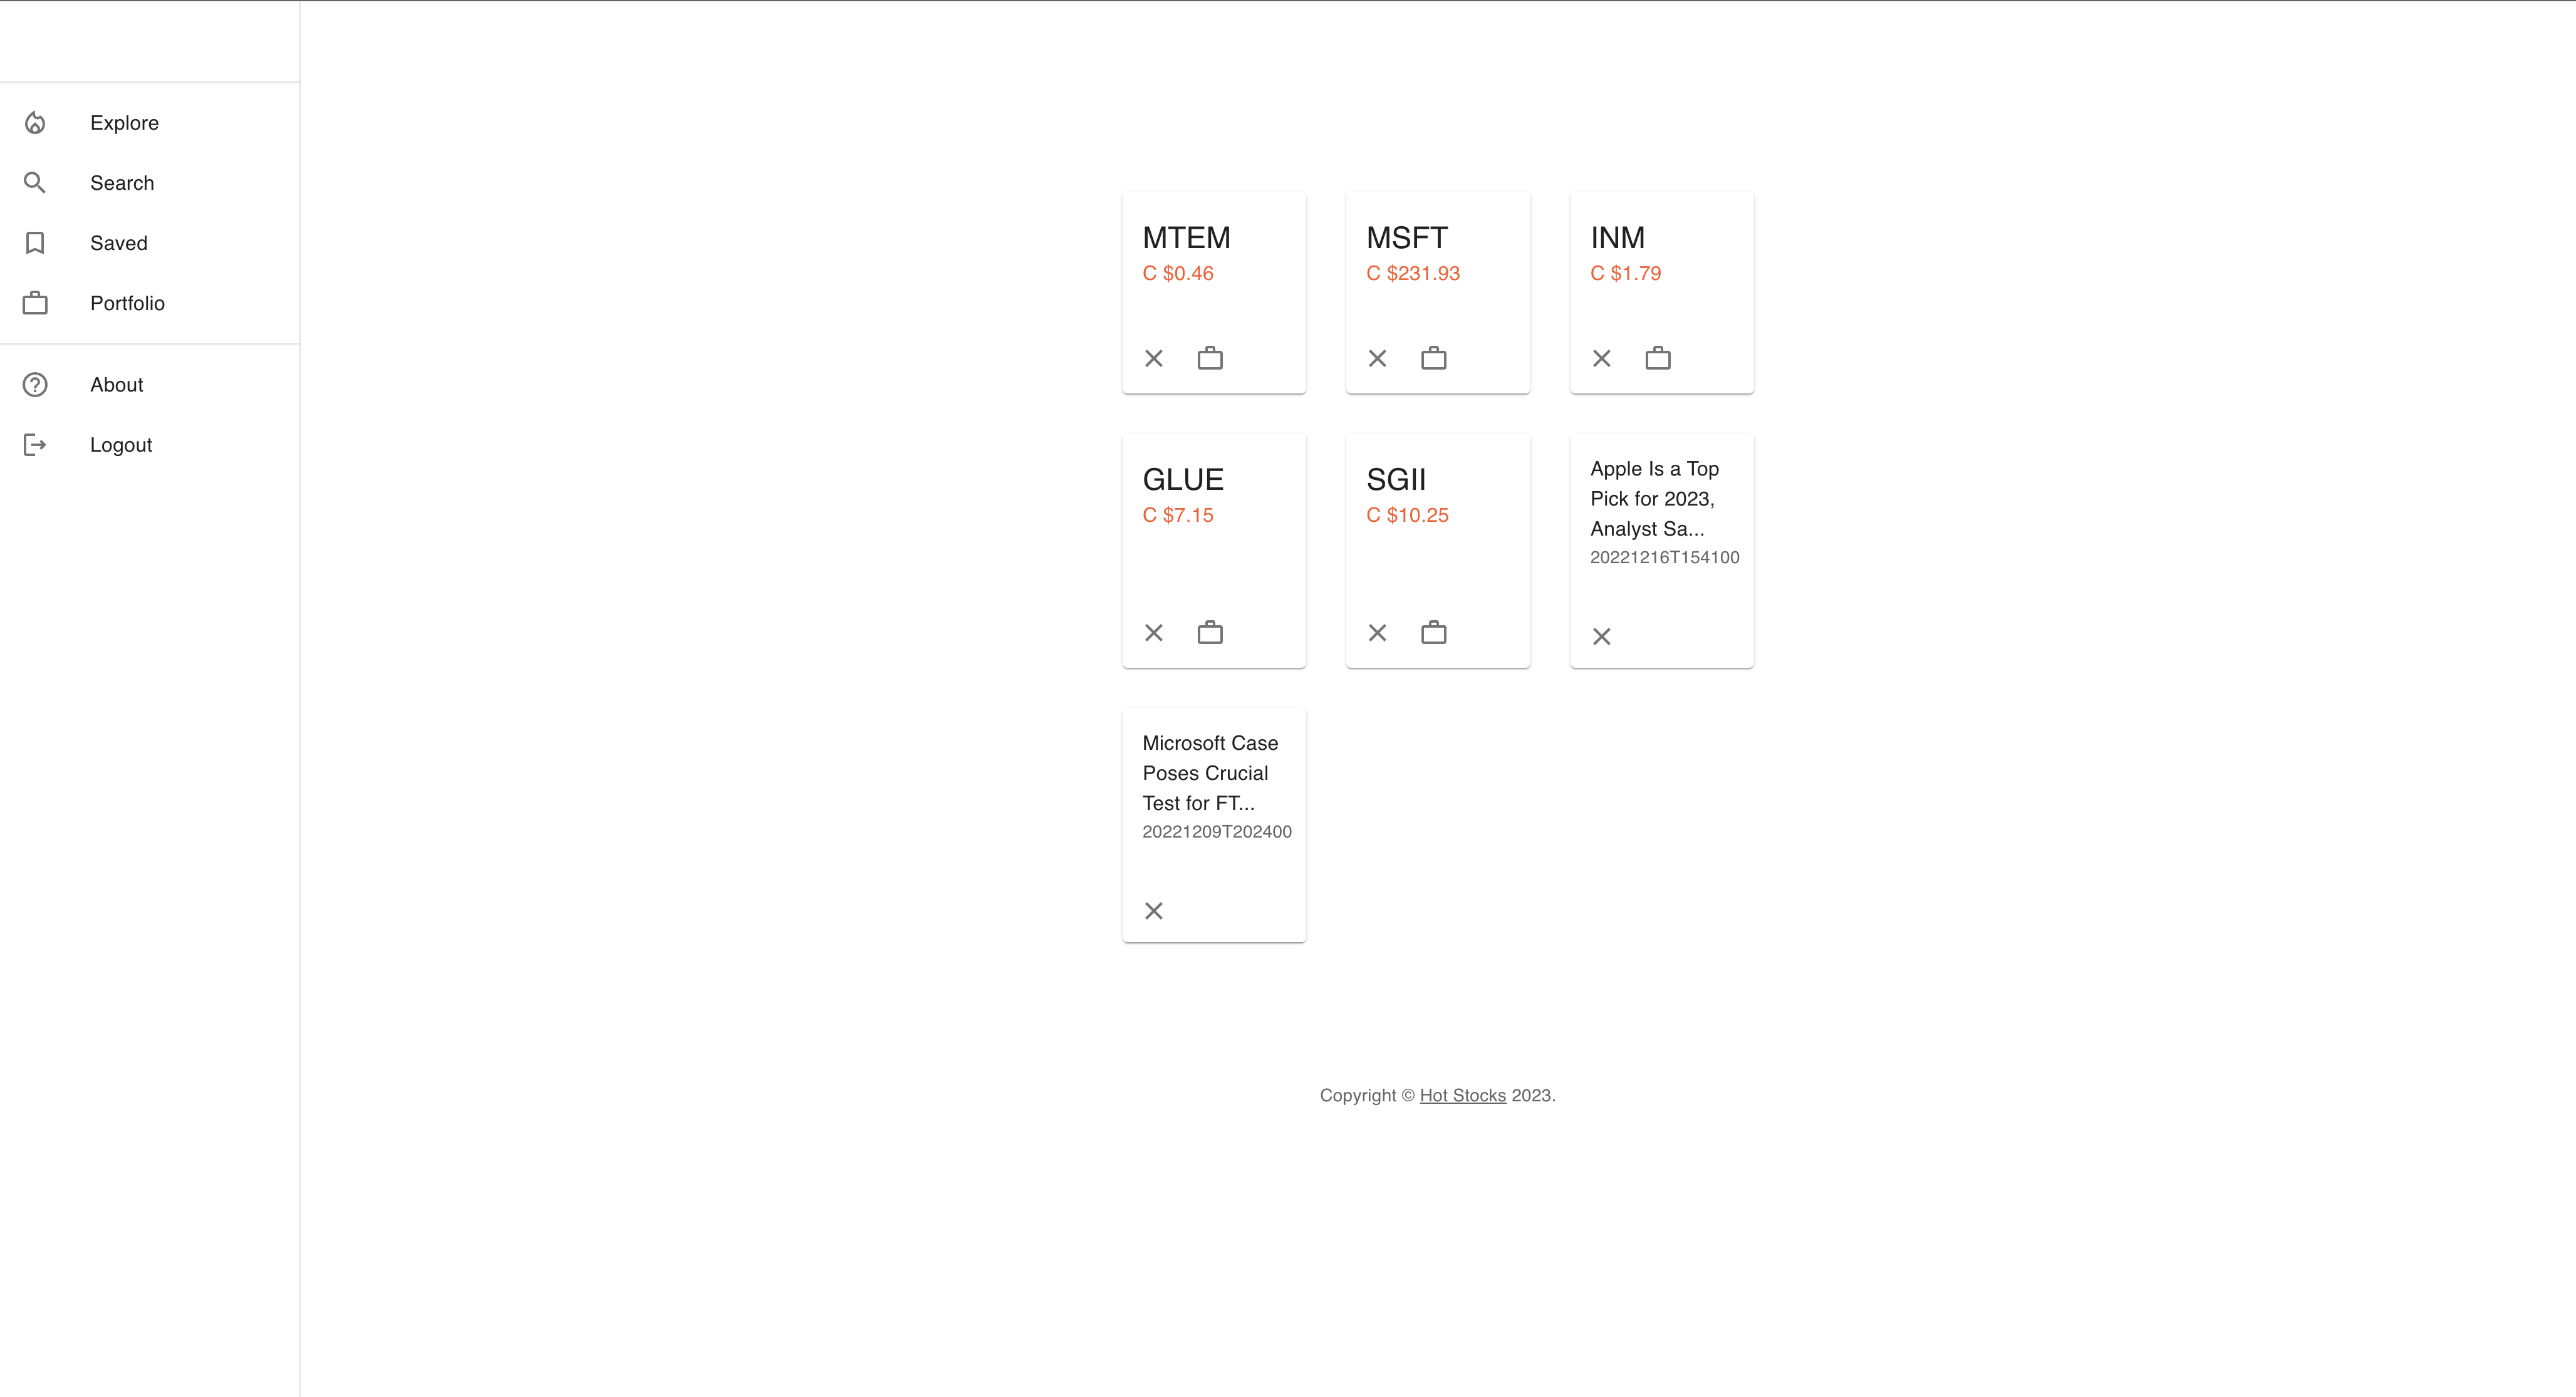 Explore
Search
Saved
Portfolio
About
Logout
MTEM
C $0.46
MSFT
C $231.93
INM
C $1.79
GLUE
C $7.15
SGII
C $10.25
Apple Is a Top
Pick for 2023,
Analyst Sa...
20221216T154100
Microsoft Case
Poses Crucial
Test for FT...
20221209T202400
Copyright © Hot Stocks 2023.